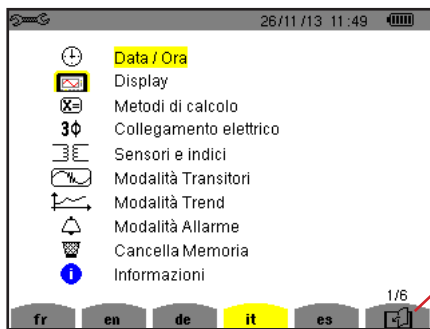 26/11/13 11:49
Data / Ora
Display
X= Metodi di calcolo
3ϕ Collegamento elettrico
Sensori e indici
Modalità Transitori
Modalità Trend
Modalità Allarme
Cancella Memoria
i Informazioni
1/6
fr en de it es